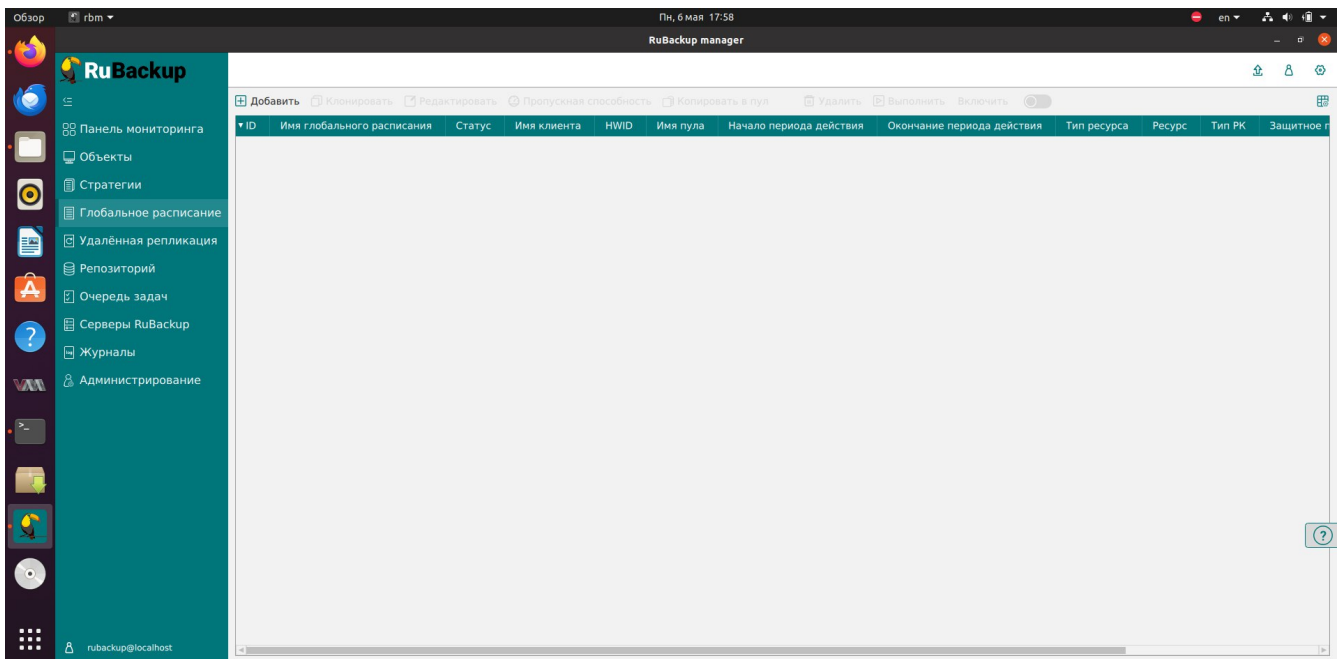 Обзор rbm Пн, 6 мая 17:58 en
RuBackup manager
RuBackup
Добавить Клонировать Редактировать Пропускная способность Копировать в пул Удалить Выполнить Включить
ID Имя глобального расписания Статус Имя клиента HWID Имя пула Начало периода действия Окончание периода действия Тип ресурса Ресурс Тип РК Защитное п
Панель мониторинга
Объекты
Стратегии
Глобальное расписание
Удалённая репликация
Репозиторий
Очередь задач
Серверы RuBackup
Журналы
Администрирование
rubackup@localhost